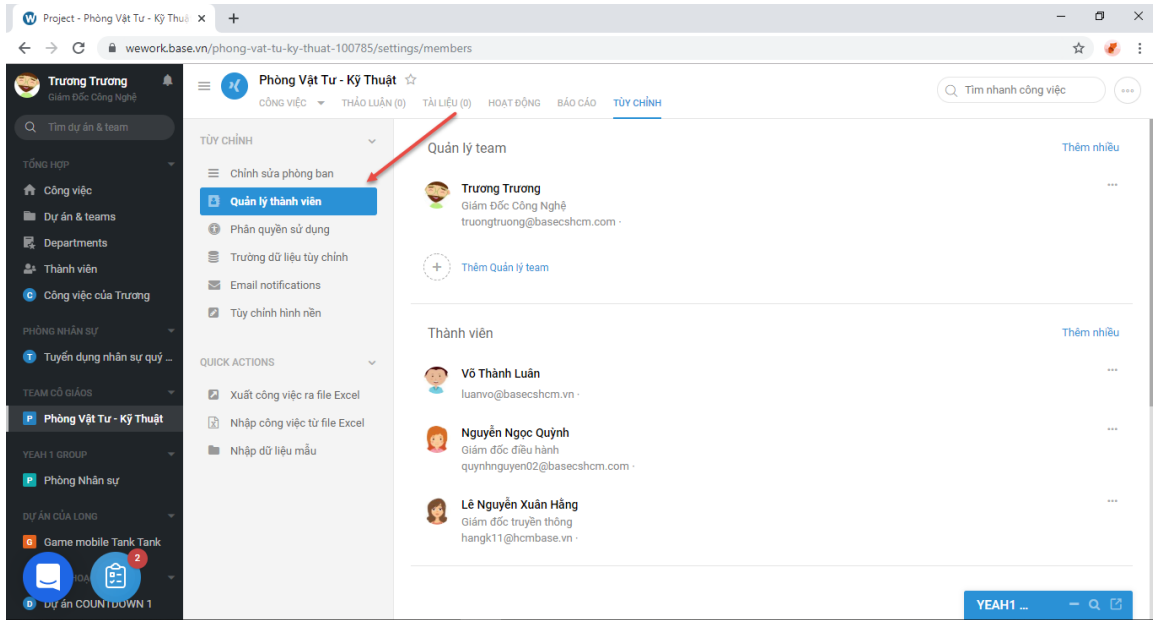 Project - Phòng Vật Tư - Kỹ Thuậ
wework.base.vn/phong-vat-tu-ky-thuat-100785/settings/members
Trương Trương
Giám Đốc Công Nghệ
Tìm dự án & team
TỔNG HỢP
Công việc
Dự án & teams
Departments
Thành viên
C Công việc của Trương
PHÒNG NHÂN SỰ
T Tuyển dụng nhân sự quý ...
TEAM CÔ GIÁOS
P Phòng Vật Tư - Kỹ Thuật
YEAH 1 GROUP
P Phòng Nhân sự
DỰ ÁN CỦA LONG
G Game mobile Tank Tank
2
D Dự án COUNTDOWN 1
Phòng Vật Tư - Kỹ Thuật
CÔNG VIỆC THẢO LUẬN (0) TÀI LIỆU (0) HOẠT ĐỘNG BÁO CÁO TÙY CHỈNH
Tìm nhanh công việc
TÙY CHỈNH
Chỉnh sửa phòng ban
Quản lý thành viên
Phân quyền sử dụng
Trường dữ liệu tùy chỉnh
Email notifications
Tùy chỉnh hình nền
QUICK ACTIONS
Xuất công việc ra file Excel
Nhập công việc từ file Excel
Nhập dữ liệu mẫu
Quản lý team
Thêm nhiều
Trương Trương
Giám Đốc Công Nghệ
truongtruong@basecshcm.com ·
Thêm Quản lý team
Thành viên
Thêm nhiều
Võ Thành Luân
luanvo@basecshcm.vn ·
Nguyễn Ngọc Quỳnh
Giám đốc điều hành
quynhnguyen02@basecshcm.com ·
Lê Nguyễn Xuân Hằng
Giám đốc truyền thông
hangk11@hcmbase.vn ·
YEAH1 ...